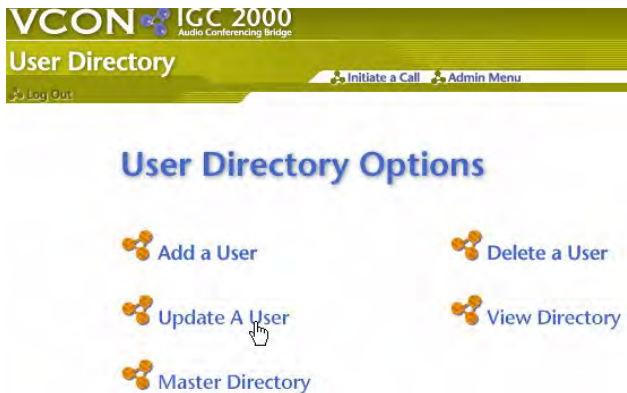 VCON IGC 2000
Audio Conferencing Bridge
User Directory
Initiate a Call Admin Menu
Log Out
User Directory Options
Add a User Delete a User
Update A User View Directory
Master Directory